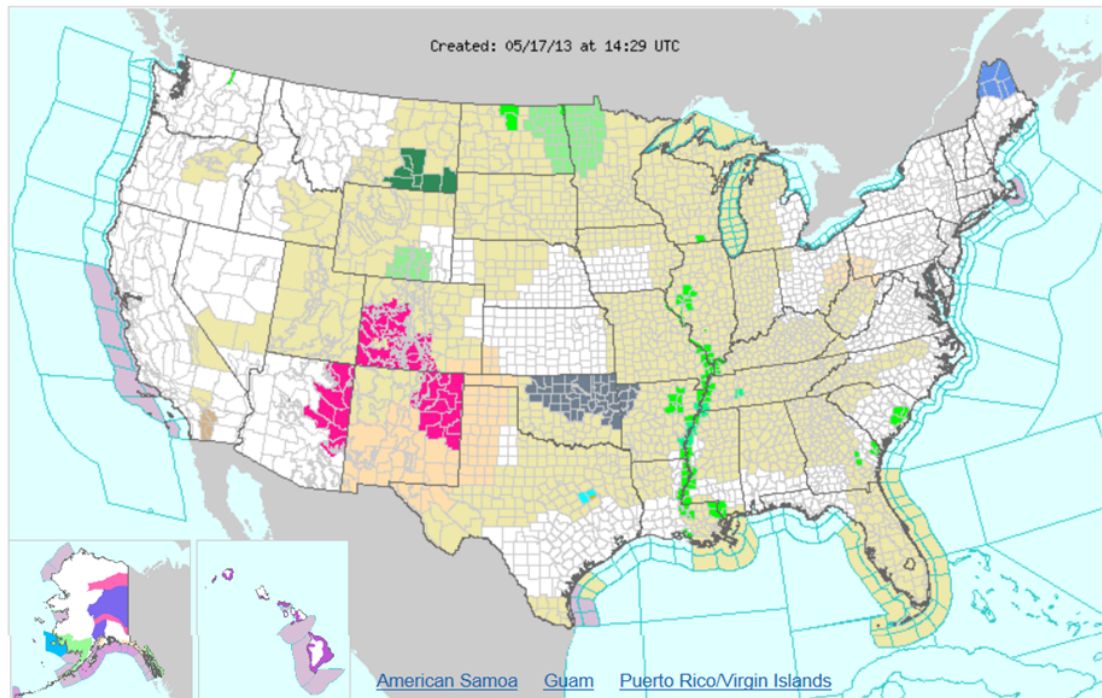 Created: 05/17/13 at 14:29 UTC
American Samoa Guam Puerto Rico/Virgin Islands